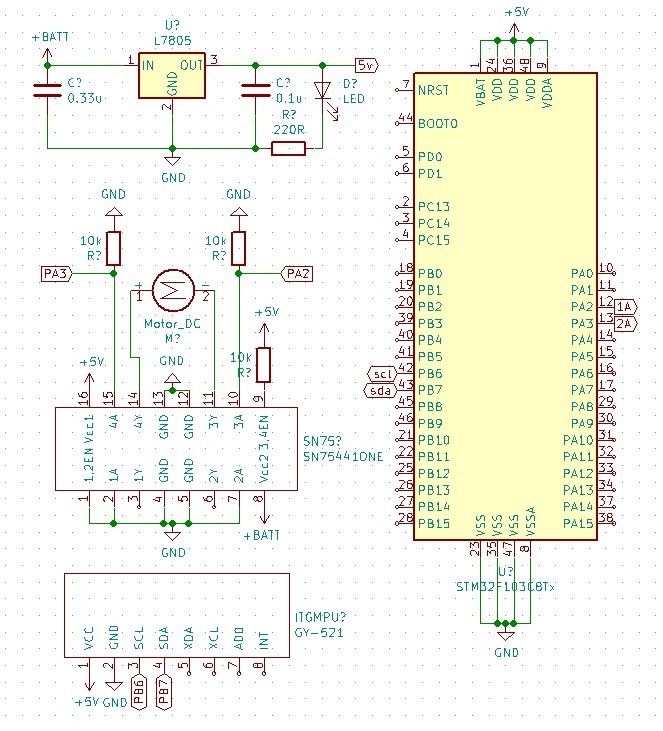 +BATT
U?
L7805
1
IN
OUT
3
GND
2
5v
C?
0.33u
C?
0.1u
R?
220R
D?
LED
GND
GND
GND
10k
R?
10k
R?
PA3
PA2
1
2
Motor_DC
M?
+5V
10k
R?
+5V
GND
16
15
14
13
12
11
10
9
Vcc1
4A
4Y
GND
GND
3Y
3A
3,4EN
1,2EN
1A
1Y
GND
GND
2Y
2A
Vcc2
1
2
3
4
5
6
7
8
SN75?
SN754410NE
GND
+BATT
ITGMPU?
GY-521
VCC
GND
SCL
SDA
XDA
XCL
AD0
INT
1
2
3
4
5
6
7
8
+5V
GND
PB6
PB7
+5V
1
24
36
48
9
VBAT
VDD
VDD
VDD
VDDA
7 NRST
44 BOOT0
5 PD0
6 PD1
2 PC13
3 PC14
4 PC15
18 PB0
19 PB1
20 PB2
39 PB3
40 PB4
41 PB5
scl 42 PB6
sda 43 PB7
45 PB8
46 PB9
21 PB10
22 PB11
25 PB12
26 PB13
27 PB14
28 PB15
PA0 10
PA1 11
PA2 12 1A
PA3 13 2A
PA4 14
PA5 15
PA6 16
PA7 17
PA8 29
PA9 30
PA10 31
PA11 32
PA12 33
PA13 34
PA14 37
PA15 38
VSS
VSS
VSS
VSSA
23
35
47
8
U?
STM32F103C8Tx
GND